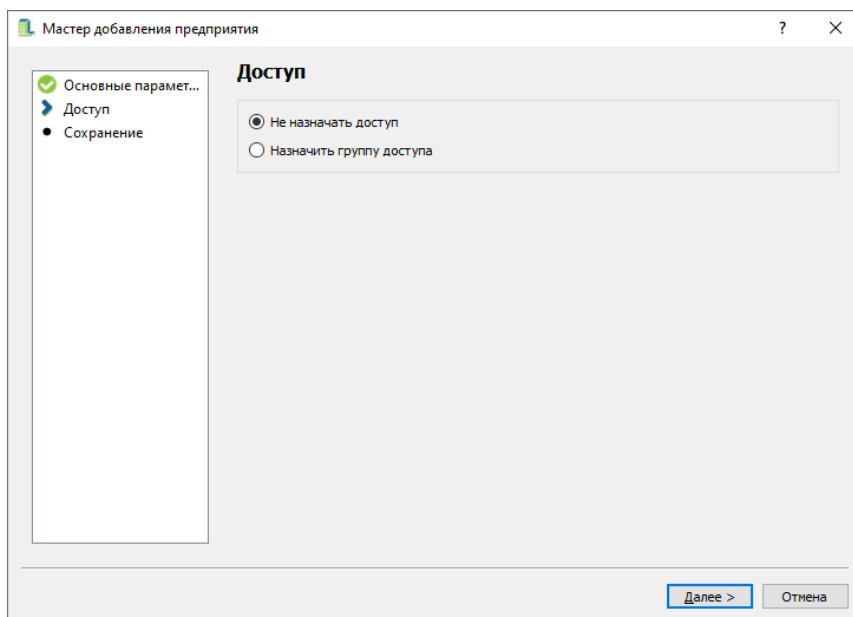 Мастер добавления предприятия
?
Основные парамет...
Доступ
Сохранение
Доступ
Не назначать доступ
Назначить группу доступа
Далее >
Отмена